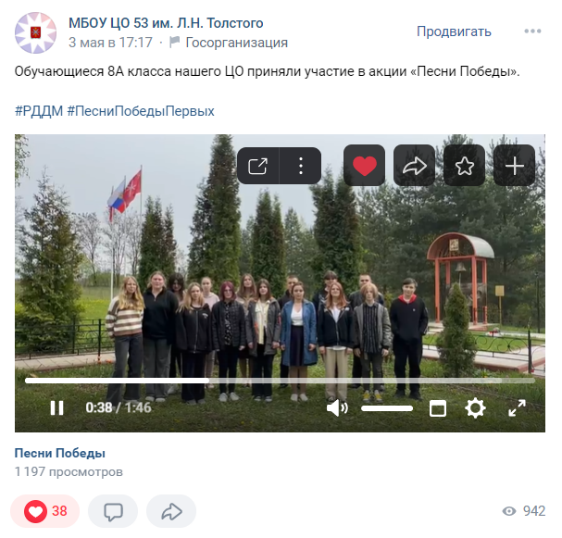 МБОУ ЦО 53 им. Л.Н. Толстого
3 мая в 17:17 · Госорганизация
Продвигать
Обучающиеся 8А класса нашего ЦО приняли участие в акции «Песни Победы».
#РДДМ #ПесниПобедыПервых
0:38 / 1:46
Песни Победы
1 197 просмотров
38
942